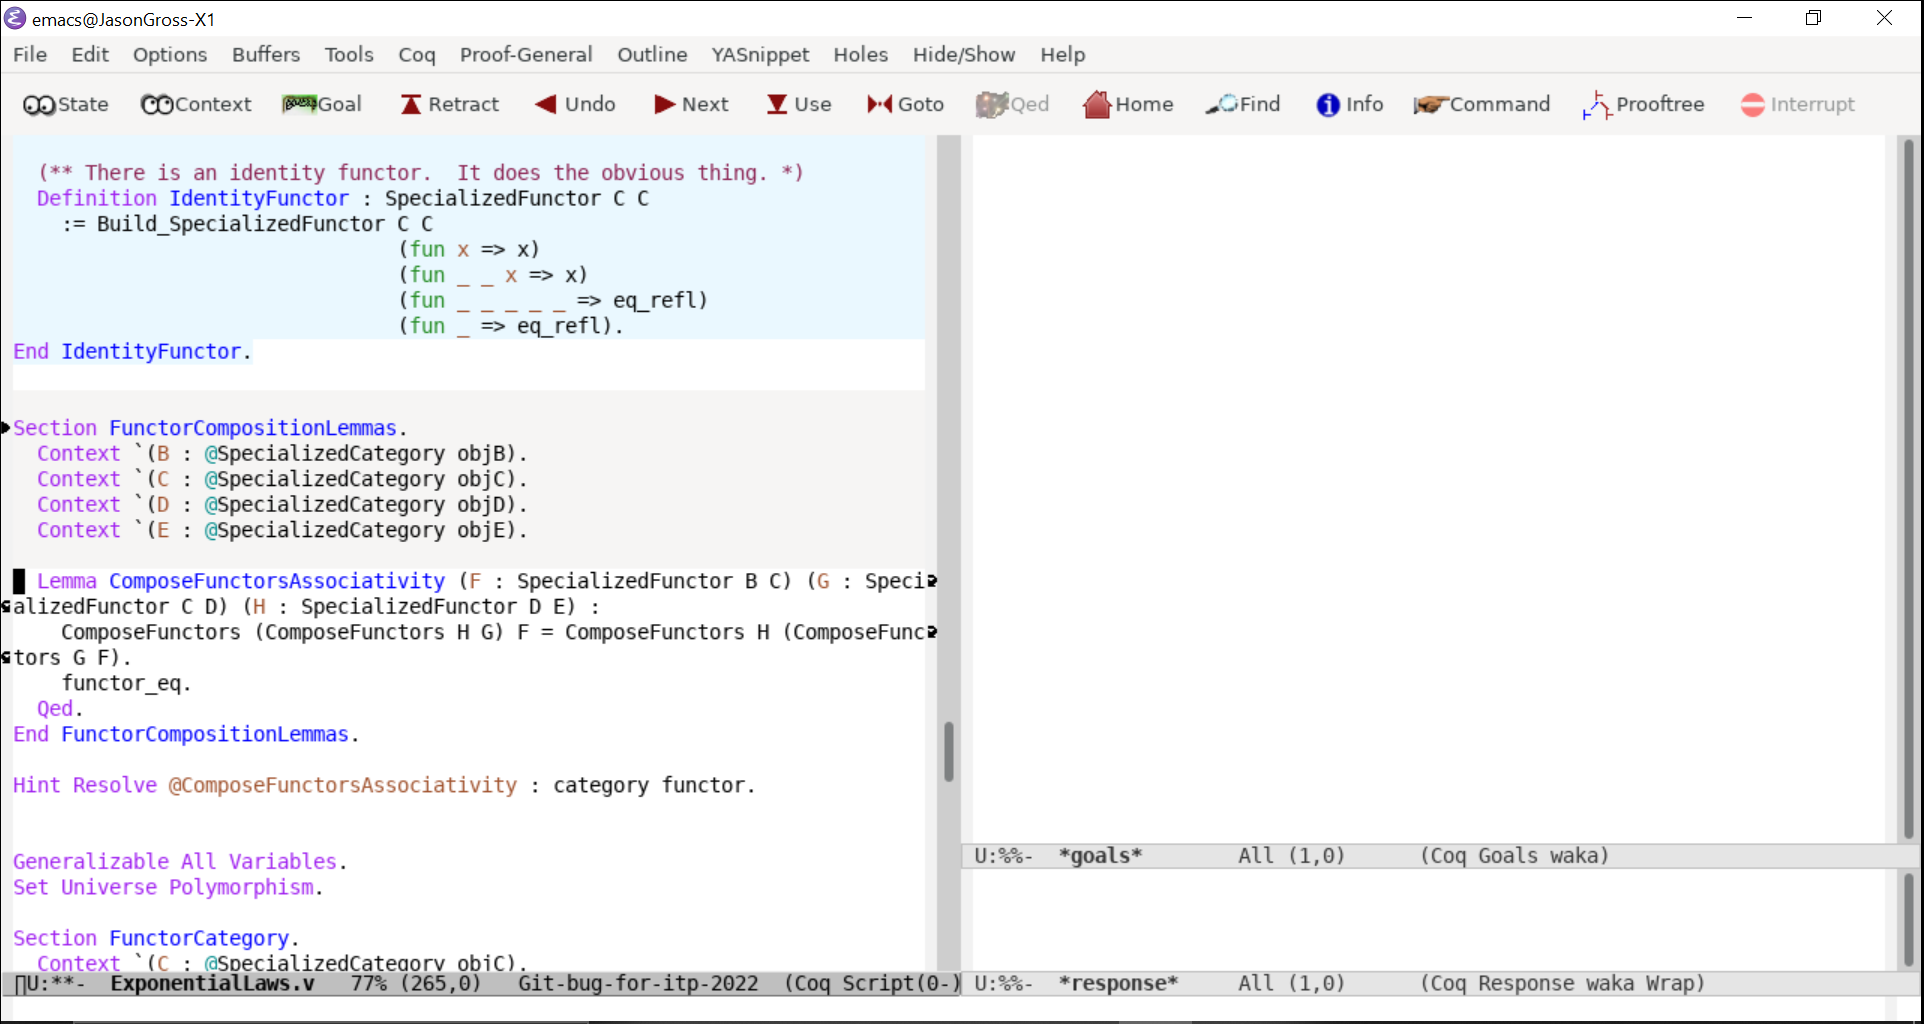 emacs@JasonGross-X1
File Edit Options Buffers Tools Coq Proof-General Outline YASnippet Holes Hide/Show Help
State Context Goal Retract Undo Next Use Goto Qed Home Find Info Command Prooftree Interrupt
(** There is an identity functor.  It does the obvious thing. *)
Definition IdentityFunctor : SpecializedFunctor C C
:= Build_SpecializedFunctor C C
(fun x => x)
(fun _ _ x => x)
(fun _ _ _ _ _ => eq_refl)
(fun _ => eq_refl).
End IdentityFunctor.
Section FunctorCompositionLemmas.
Context `(B : @SpecializedCategory objB).
Context `(C : @SpecializedCategory objC).
Context `(D : @SpecializedCategory objD).
Context `(E : @SpecializedCategory objE).
Lemma ComposeFunctorsAssociativity (F : SpecializedFunctor B C) (G : Speci
alizedFunctor C D) (H : SpecializedFunctor D E) :
ComposeFunctors (ComposeFunctors H G) F = ComposeFunctors H (ComposeFunc
tors G F).
functor_eq.
Qed.
End FunctorCompositionLemmas.
Hint Resolve @ComposeFunctorsAssociativity : category functor.
Generalizable All Variables.
Set Universe Polymorphism.
Section FunctorCategory.
Context `(C : @SpecializedCategory objC).
U:**-  ExponentialLaws.v   77% (265,0)   Git-bug-for-itp-2022  (Coq Script(0-)
U:%%-  *goals*        All (1,0)      (Coq Goals waka)
U:%%-  *response*     All (1,0)      (Coq Response waka Wrap)